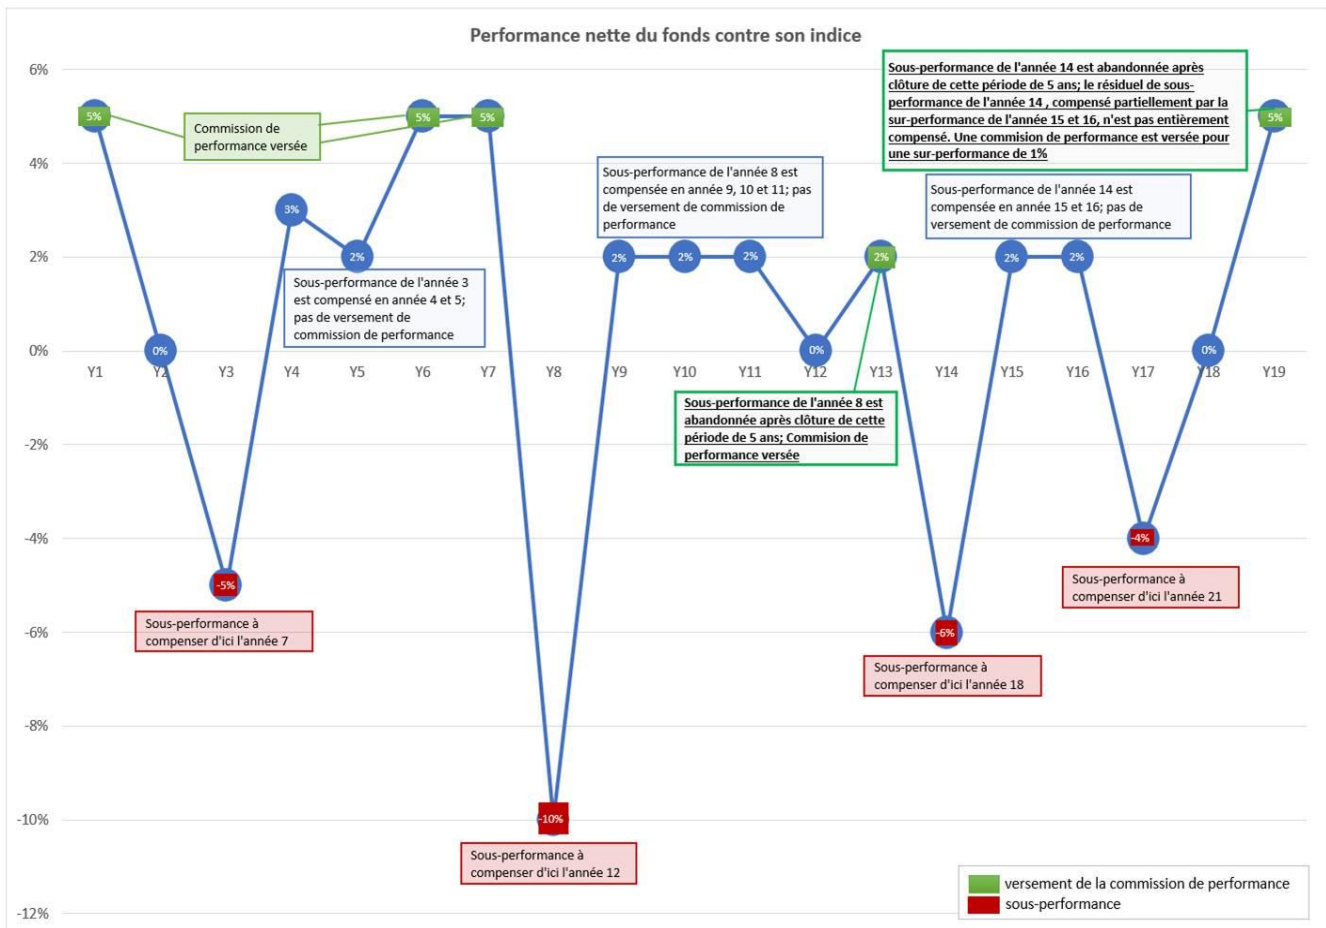 Performance nette du fonds contre son indice
6%
4%
2%
0%
-2%
-4%
-6%
-8%
-10%
-12%
Y1
Y2
Y3
Y4
Y5
Y6
Y7
Y8
Y9
Y10
Y11
Y12
Y13
Y14
Y15
Y16
Y17
Y18
Y19
5%
0%
-5%
3%
2%
5%
5%
-10%
2%
2%
2%
0%
2%
-6%
2%
2%
-4%
0%
5%
Commission de
performance versée
Sous-performance de l'année 3
est compensé en année 4 et 5;
pas de versement de
commission de performance
Sous-performance à
compenser d'ici l'année 7
Sous-performance de l'année 8 est
compensée en année 9, 10 et 11; pas
de versement de commission de
performance
Sous-performance à
compenser d'ici l'année 12
Sous-performance de l'année 8 est
abandonnée après clôture de cette
période de 5 ans; Commision de
performance versée
Sous-performance de l'année 14 est abandonnée après
clôture de cette période de 5 ans; le résiduel de sous-
performance de l'année 14 , compensé partiellement par la
sur-performance de l'année 15 et 16, n'est pas entièrement
compensé. Une commision de performance est versée pour
une sur-performance de 1%
Sous-performance de l'année 14 est
compensée en année 15 et 16; pas de
versement de commission de performance
Sous-performance à
compenser d'ici l'année 18
Sous-performance à
compenser d'ici l'année 21
versement de la commission de performance
sous-performance